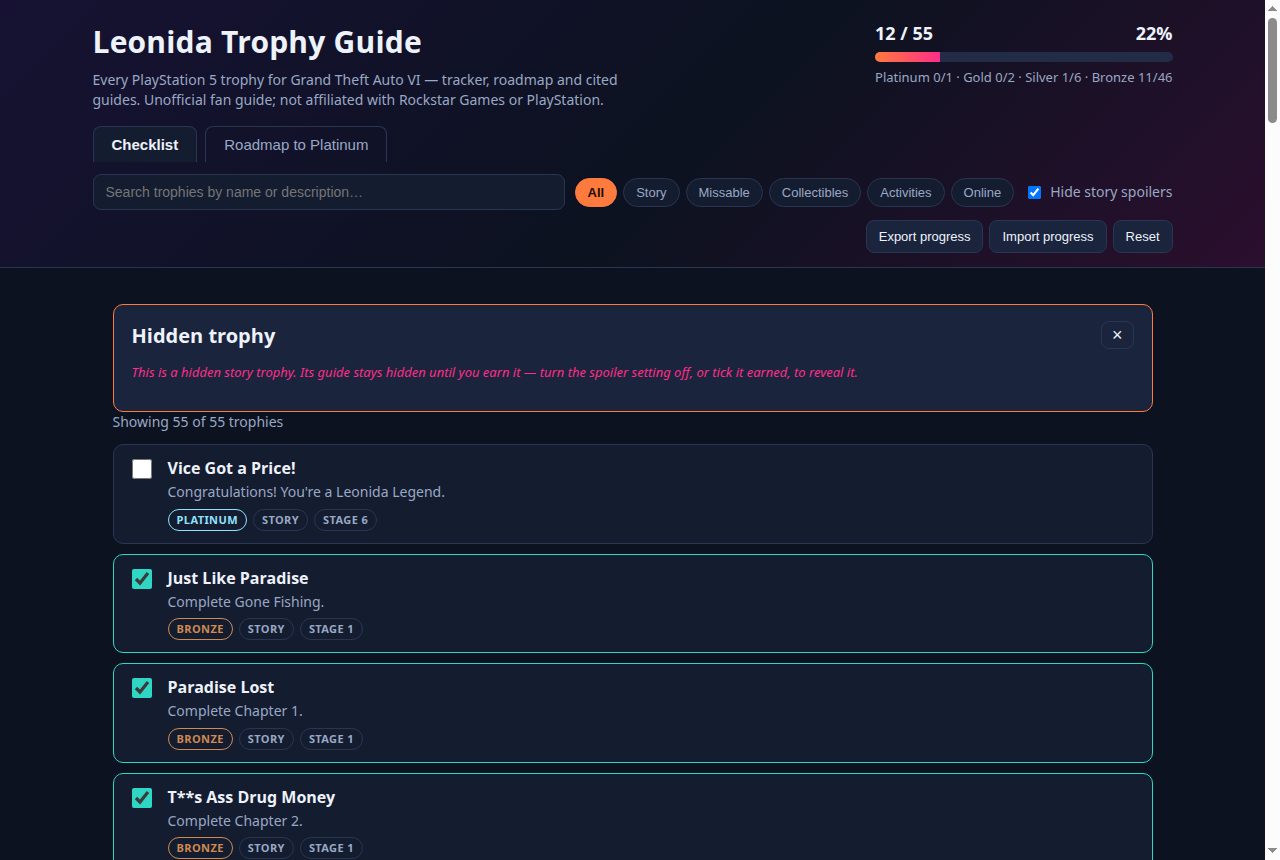 Leonida Trophy Guide
12 / 55
22%
Every PlayStation 5 trophy for Grand Theft Auto VI — tracker, roadmap and cited
guides. Unofficial fan guide; not affiliated with Rockstar Games or PlayStation.
Platinum 0/1 · Gold 0/2 · Silver 1/6 · Bronze 11/46
Checklist
Roadmap to Platinum
Search trophies by name or description…
All
Story
Missable
Collectibles
Activities
Online
Hide story spoilers
Export progress
Import progress
Reset
Hidden trophy
×
This is a hidden story trophy. Its guide stays hidden until you earn it — turn the spoiler setting off, or tick it earned, to reveal it.
Showing 55 of 55 trophies
Vice Got a Price!
Congratulations! You're a Leonida Legend.
PLATINUM
STORY
STAGE 6
Just Like Paradise
Complete Gone Fishing.
BRONZE
STORY
STAGE 1
Paradise Lost
Complete Chapter 1.
BRONZE
STORY
STAGE 1
T**s Ass Drug Money
Complete Chapter 2.
BRONZE
STORY
STAGE 1